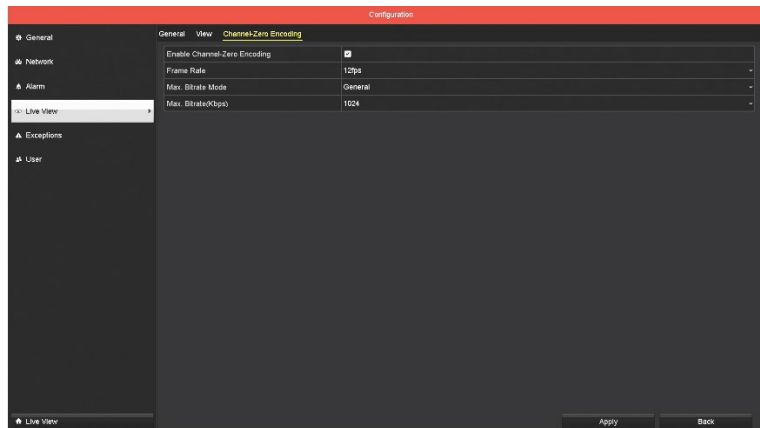 Configuration
General
Network
Alarm
Live View
Exceptions
User
General View Channel-Zero Encoding
Enable Channel-Zero Encoding
Frame Rate 12fps
Max. Bitrate Mode General
Max. Bitrate(Kbps) 1024
Live View
Apply Back